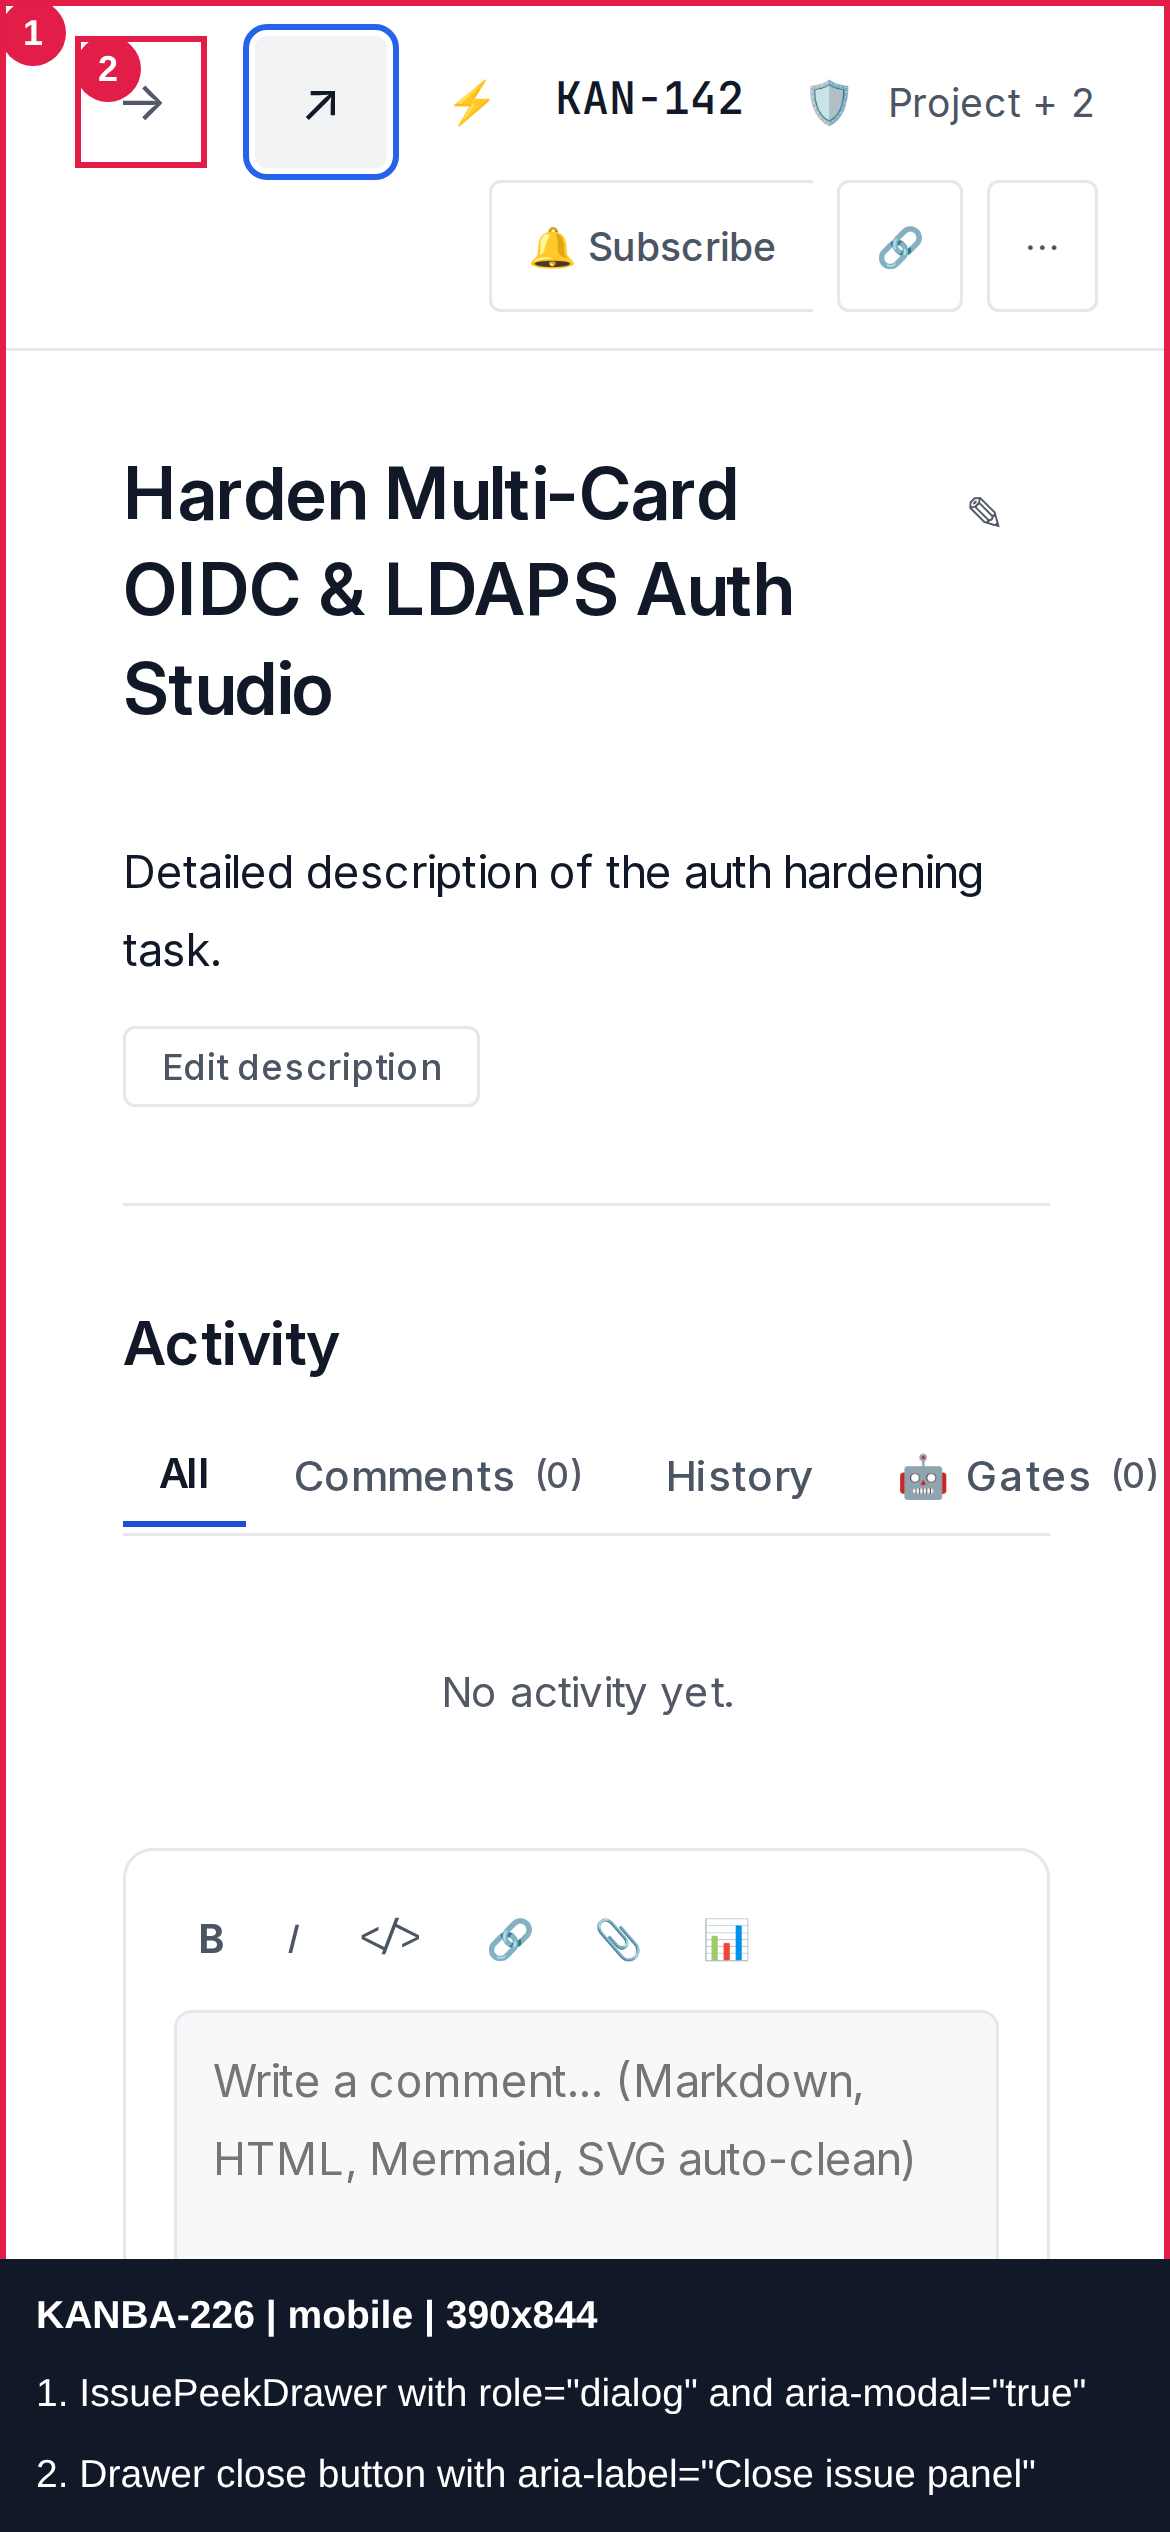 1
2
→ ↗ ⚡ KAN-142 🛡️ Project + 2
🔔 Subscribe 🔗 ···
Harden Multi-Card
OIDC & LDAPS Auth
Studio
✎
Detailed description of the auth hardening
task.
Edit description
Activity
All Comments (0) History 🤖 Gates (0)
No activity yet.
B I </> 🔗 📎 📊
Write a comment... (Markdown,
HTML, Mermaid, SVG auto-clean)
KANBA-226 | mobile | 390x844
1. IssuePeekDrawer with role="dialog" and aria-modal="true"
2. Drawer close button with aria-label="Close issue panel"